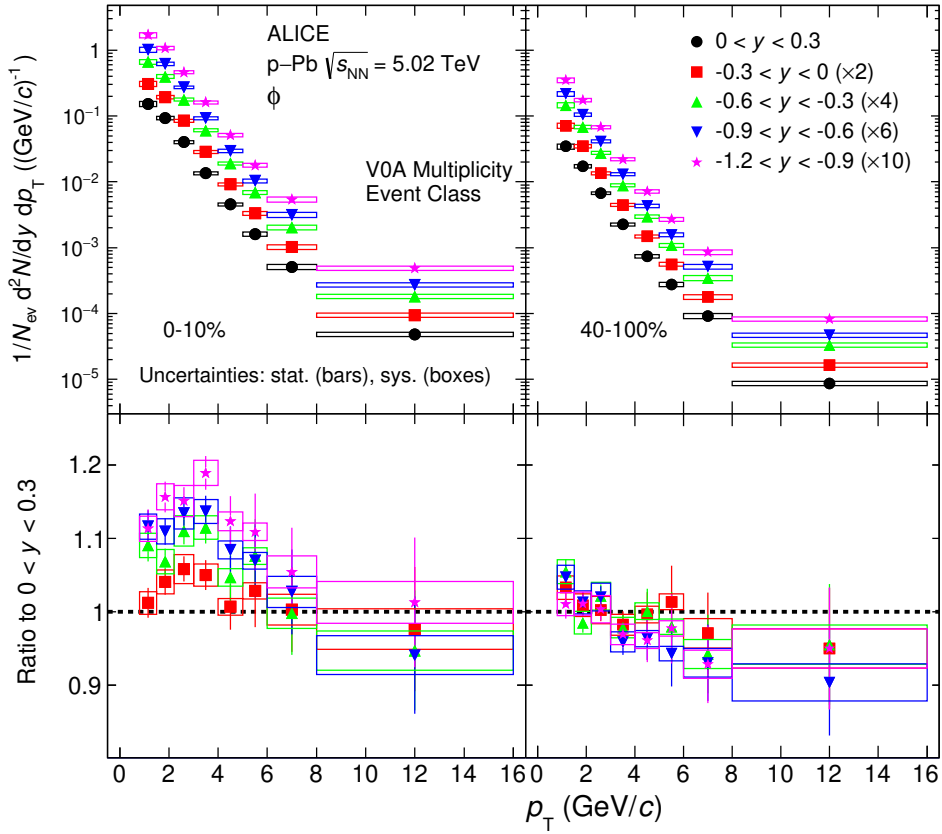 ALICE
p–Pb √sNN = 5.02 TeV
ϕ
V0A Multiplicity
Event Class
0-10%
Uncertainties: stat. (bars), sys. (boxes)
0 < y < 0.3
-0.3 < y < 0 (×2)
-0.6 < y < -0.3 (×4)
-0.9 < y < -0.6 (×6)
-1.2 < y < -0.9 (×10)
40-100%
1/Nev d²N/dy dpT ((GeV/c)⁻¹
1
10⁻¹
10⁻²
10⁻³
10⁻⁴
10⁻⁵
Ratio to 0 < y < 0.3
1.2
1.1
1
0.9
0 2 4 6 8 10 12 14 16
0 2 4 6 8 10 12 14 16
pT (GeV/c)